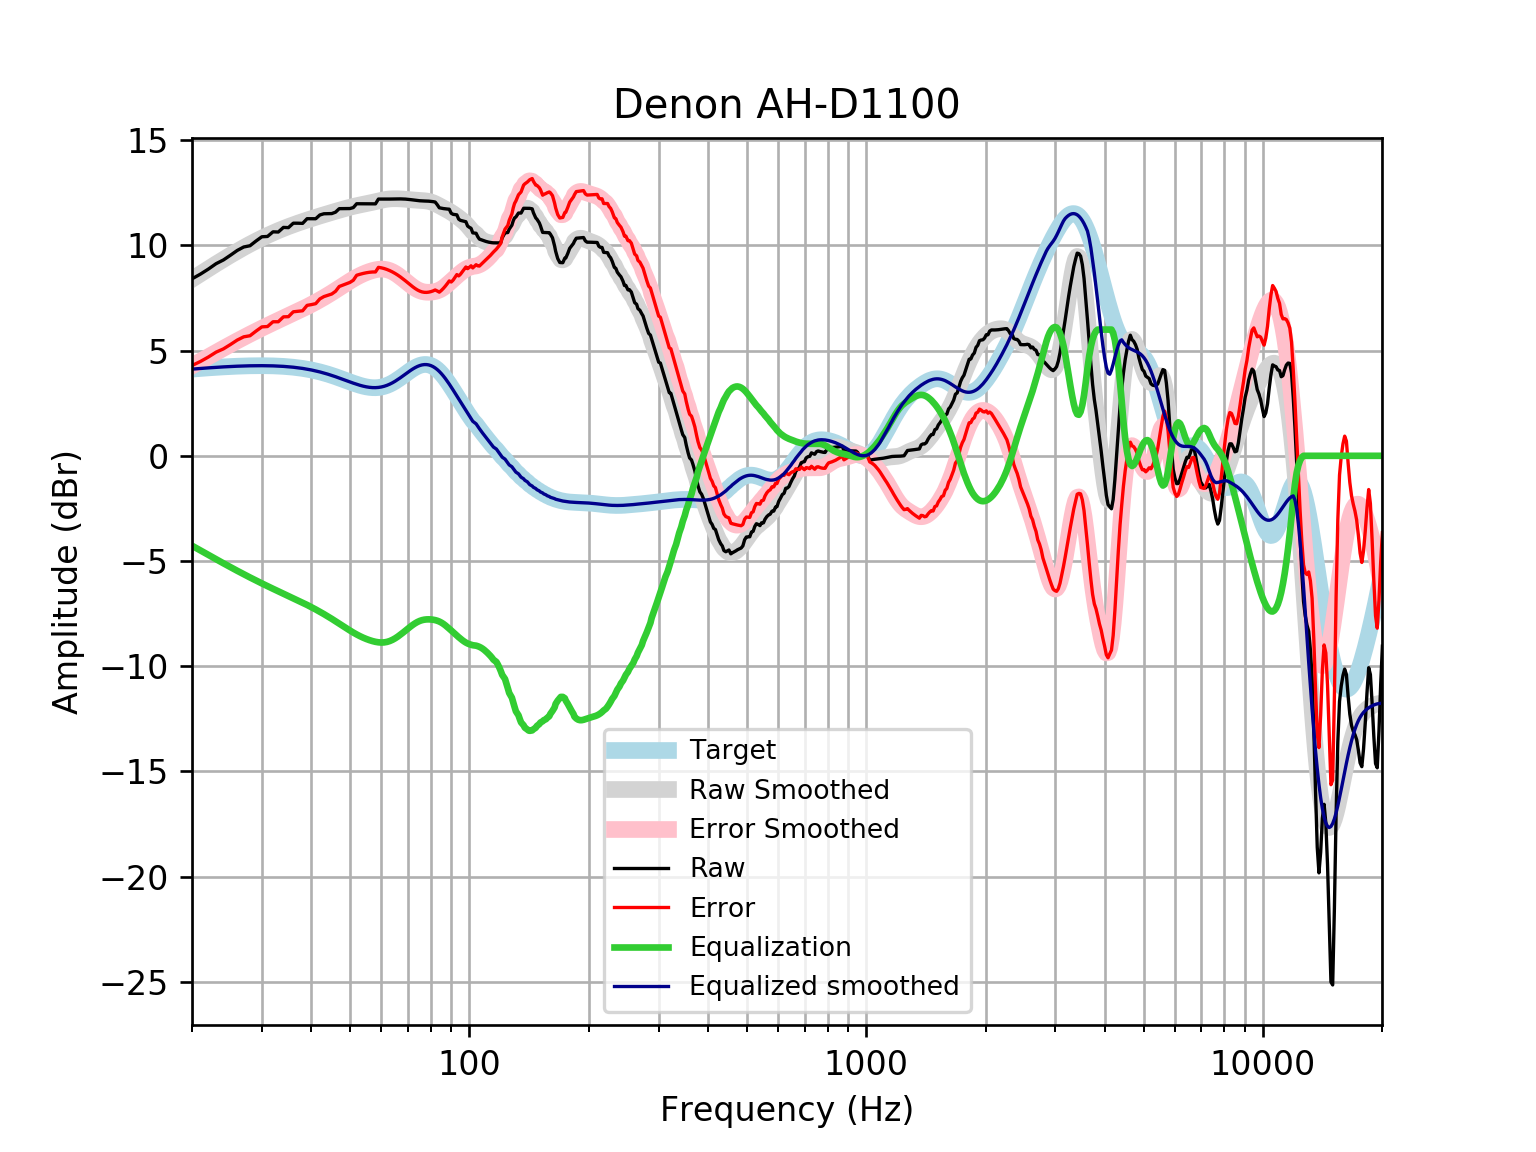 Denon AH-D1100
15
10
5
0
−5
−10
−15
−20
−25
Amplitude (dBr)
Target
Raw Smoothed
Error Smoothed
Raw
Error
Equalization
Equalized smoothed
100 1000 10000
Frequency (Hz)